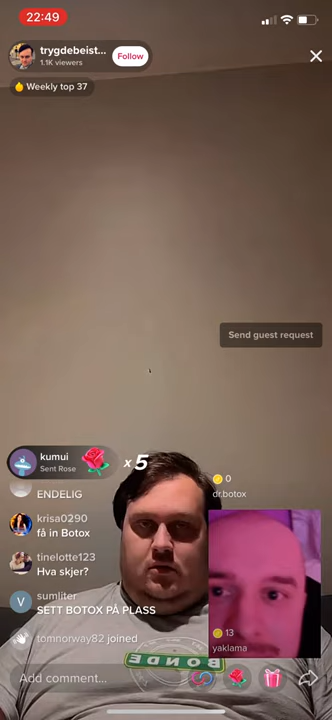 22:49
trygdebeist...
1.1K viewers
Follow
Weekly top 37
Send guest request
kumui
Sent Rose
x5
0
dr.botox
ENDELIG
krisa0290
få in Botox
tinelotte123
Hva skjer?
V
sumliter
SETT BOTOX PÅ PLASS
tomnorway82 joined
13
yaklama
BONDE
Add comment...